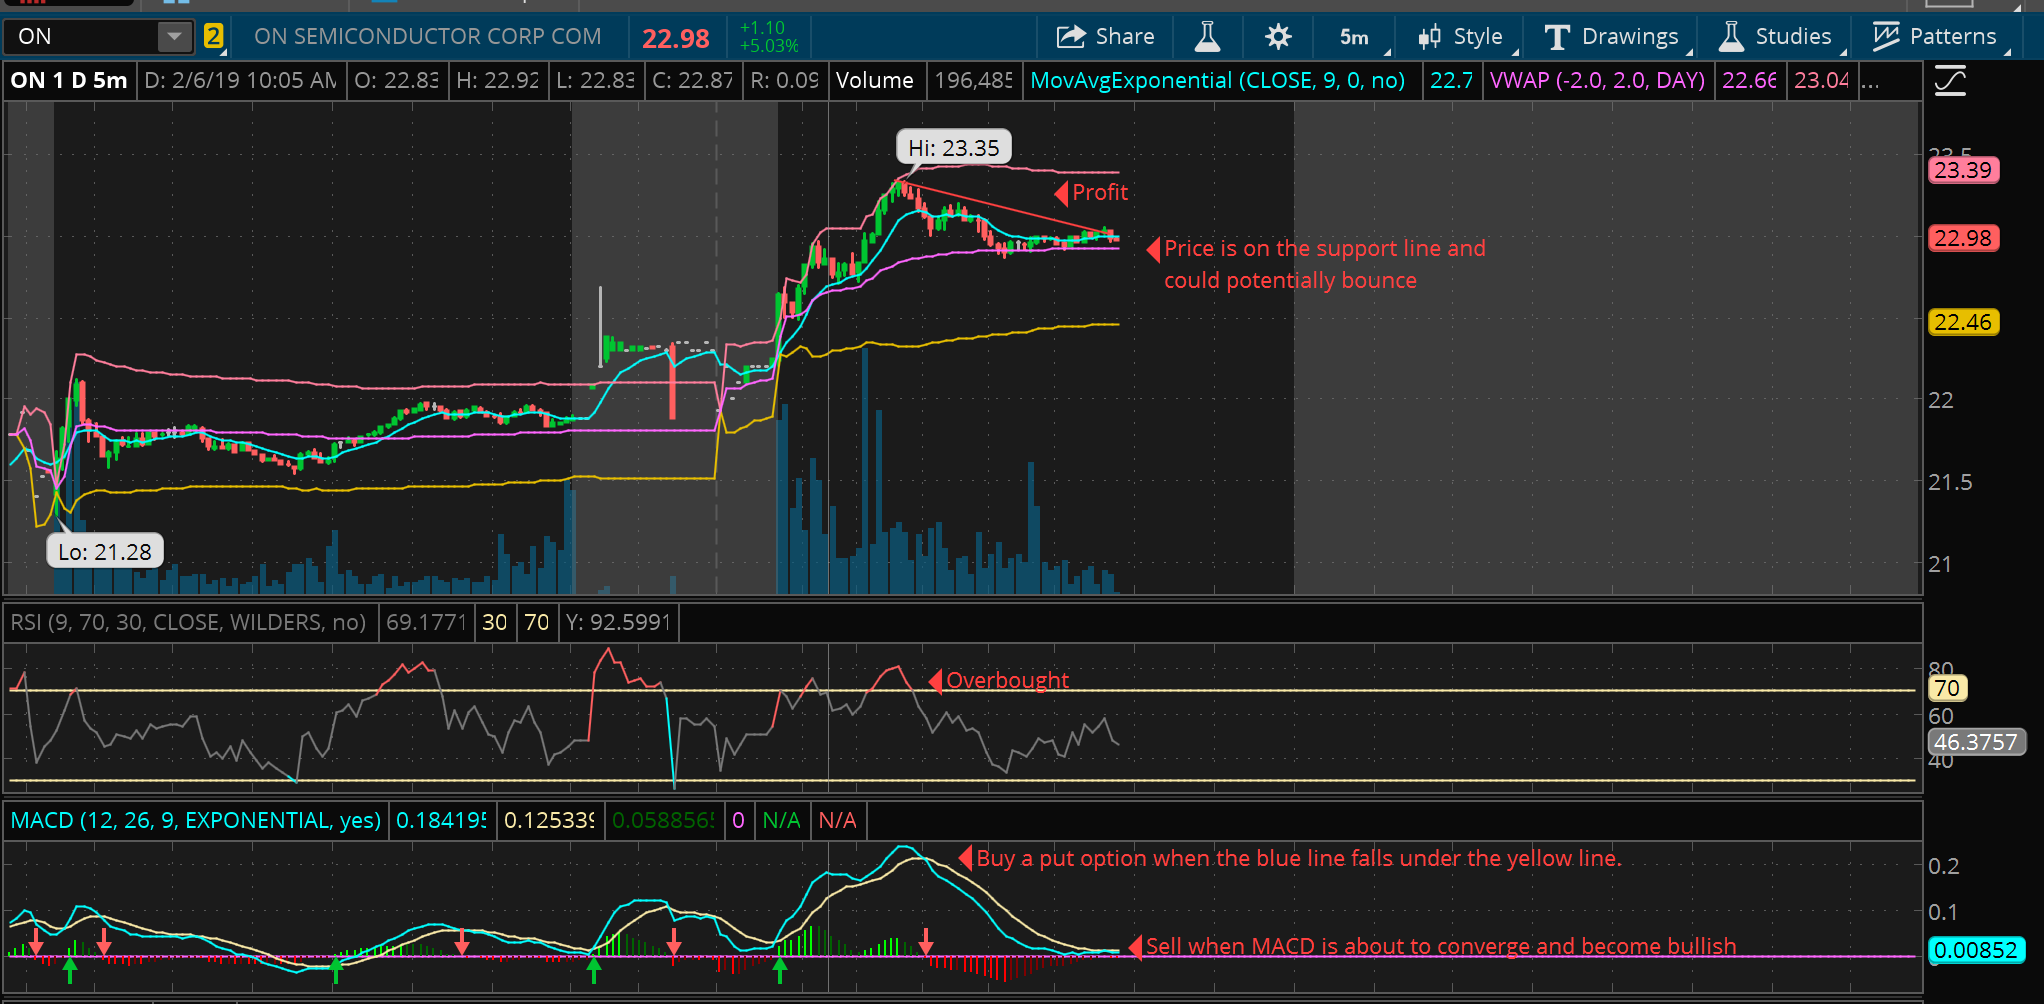 ON
2
ON SEMICONDUCTOR CORP COM
22.98
+1.10
+5.03%
Share
5m
Style
Drawings
Studies
Patterns
ON 1 D 5m
D: 2/6/19 10:05 AM
O: 22.83
H: 22.92
L: 22.83
C: 22.87
R: 0.09
Volume
196,485
MovAvgExponential (CLOSE, 9, 0, no)
22.7
VWAP (-2.0, 2.0, DAY)
22.66
23.04
...
Hi: 23.35
23.5
23.39
Profit
22.98
Price is on the support line and
could potentially bounce
22.46
22
21.5
Lo: 21.28
21
RSI (9, 70, 30, CLOSE, WILDERS, no)
69.1771
30
70
Y: 92.5991
80
Overbought
70
60
46.3757
40
MACD (12, 26, 9, EXPONENTIAL, yes)
0.184195
0.125339
0.0588565
0
N/A
N/A
Buy a put option when the blue line falls under the yellow line.
0.2
0.1
Sell when MACD is about to converge and become bullish
0.00852